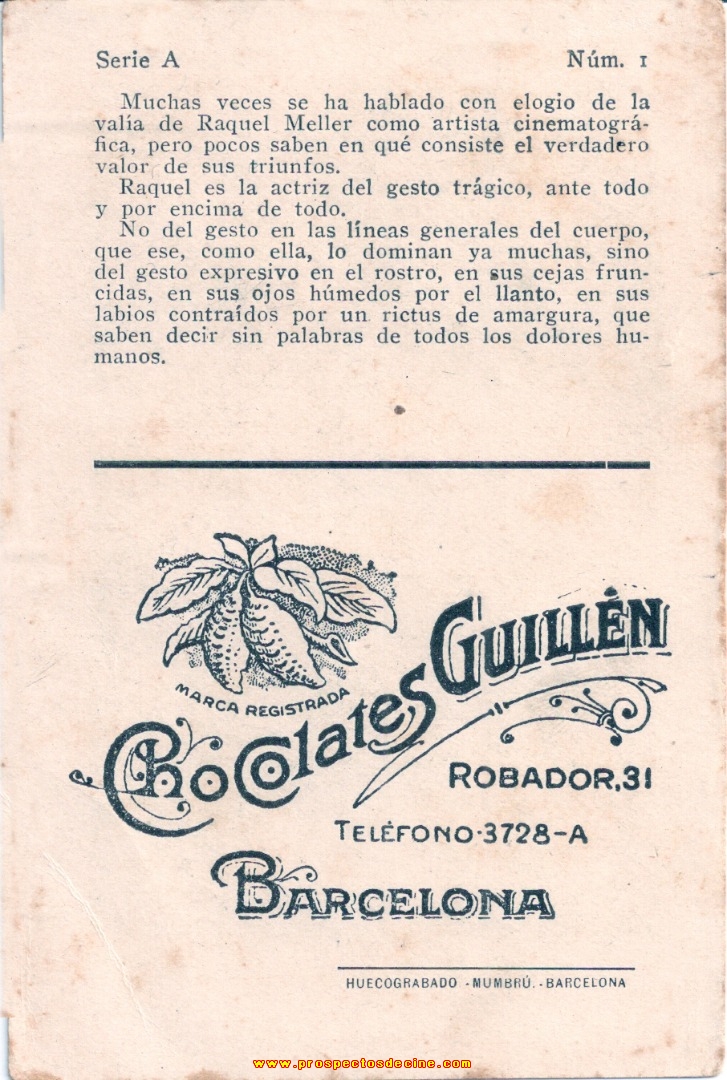 Serie A Núm. 1
Muchas veces se ha hablado con elogio de la
valía de Raquel Meller como artista cinematográ-
fica, pero pocos saben en qué consiste el verdadero
valor de sus triunfos.
Raquel es la actriz del gesto trágico, ante todo
y por encima de todo.
No del gesto en las líneas generales del cuerpo,
que ese, como ella, lo dominan ya muchas, sino
del gesto expresivo en el rostro, en sus cejas frun-
cidas, en sus ojos húmedos por el llanto, en sus
labios contraídos por un rictus de amargura, que
saben decir sin palabras de todos los dolores hu-
manos.
MARCA REGISTRADA
CHOCOLATES GUILLÉN
ROBADOR, 31
TELÉFONO·3728-A
BARCELONA
HUECOGRABADO - MUMBRÚ. - BARCELONA
www.prospectosdecine.com